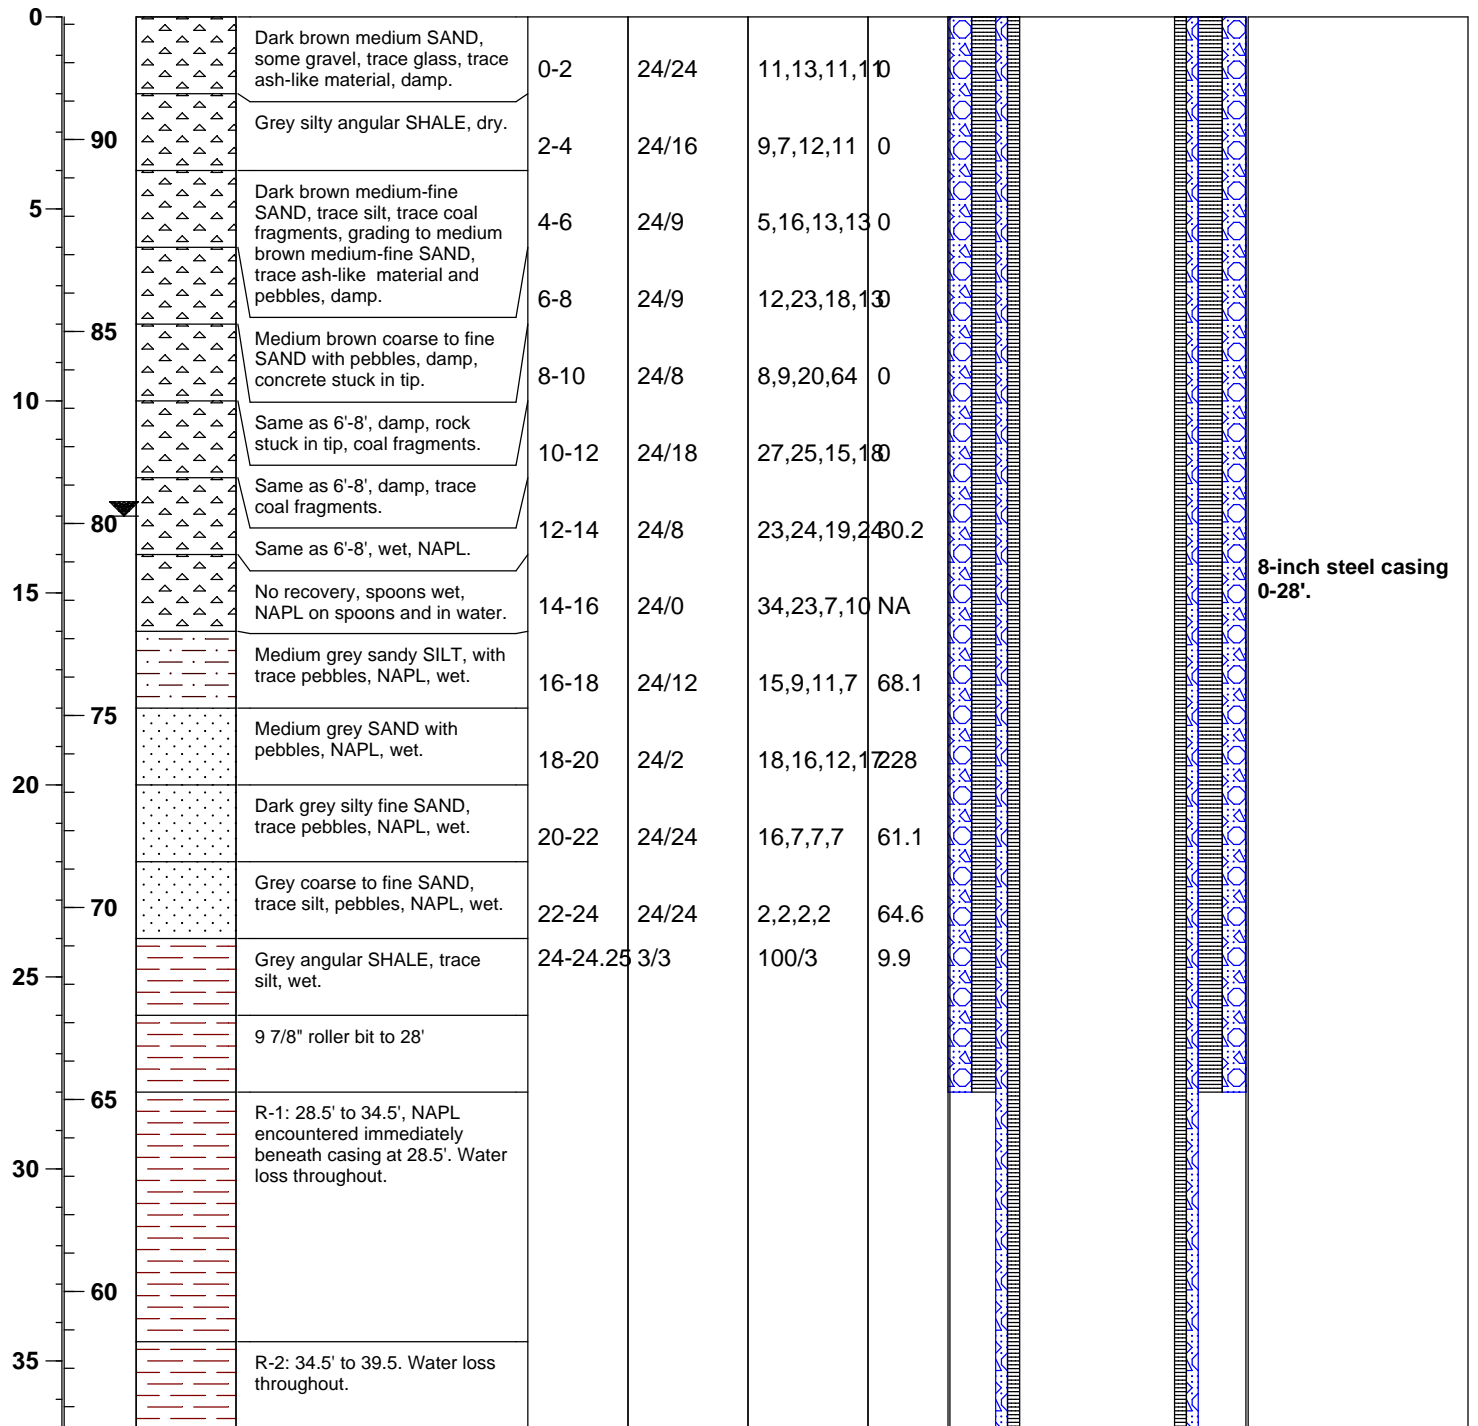 0
Dark brown medium SAND,
some gravel, trace glass, trace
ash-like material, damp.
0-2 24/24 11,13,11,11 0
Grey silty angular SHALE, dry.
90
2-4 24/16 9,7,12,11 0
Dark brown medium-fine
SAND, trace silt, trace coal
fragments, grading to medium
brown medium-fine SAND,
trace ash-like material and
pebbles, damp.
5
4-6 24/9 5,16,13,13 0
6-8 24/9 12,23,18,13 0
85
Medium brown coarse to fine
SAND with pebbles, damp,
concrete stuck in tip.
8-10 24/8 8,9,20,64 0
10
Same as 6'-8', damp, rock
stuck in tip, coal fragments.
10-12 24/18 27,25,15,18 0
Same as 6'-8', damp, trace
coal fragments.
80
12-14 24/8 23,24,19,24 30.2
Same as 6'-8', wet, NAPL.
8-inch steel casing
0-28'.
15
No recovery, spoons wet,
NAPL on spoons and in water.
14-16 24/0 34,23,7,10 NA
Medium grey sandy SILT, with
trace pebbles, NAPL, wet.
16-18 24/12 15,9,11,7 68.1
75
Medium grey SAND with
pebbles, NAPL, wet.
18-20 24/2 18,16,12,17 228
20
Dark grey silty fine SAND,
trace pebbles, NAPL, wet.
20-22 24/24 16,7,7,7 61.1
Grey coarse to fine SAND,
trace silt, pebbles, NAPL, wet.
70
22-24 24/24 2,2,2,2 64.6
24-24.25 3/3 100/3 9.9
Grey angular SHALE, trace
silt, wet.
25
9 7/8" roller bit to 28'
65
R-1: 28.5' to 34.5', NAPL
encountered immediately
beneath casing at 28.5'. Water
loss throughout.
30
60
35
R-2: 34.5' to 39.5. Water loss
throughout.